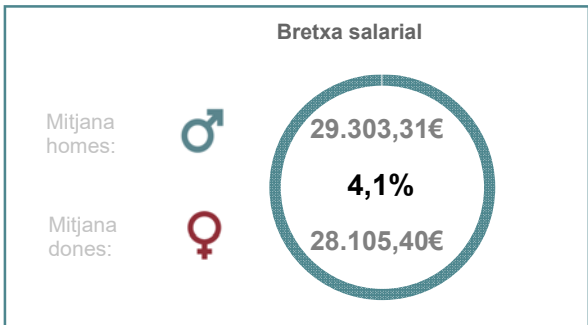 Bretxa salarial
Mitjana
homes:
29.303,31€
4,1%
Mitjana
dones:
28.105,40€